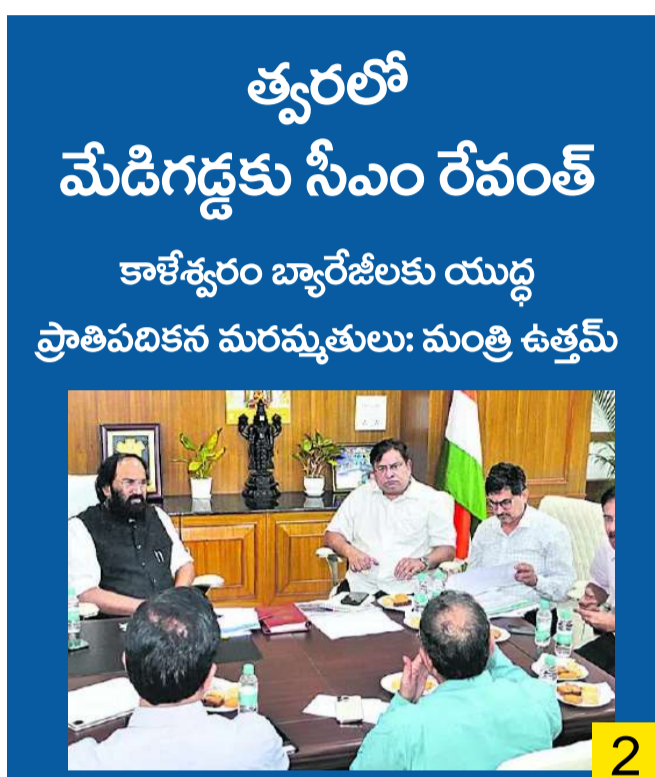 త్వరలో
మేడిగడ్డకు సీఎం రేవంత్
కాళేశ్వరం బ్యారేజీలకు యుద్ధ
ప్రాతిపదికన మరమ్మతులు: మంత్రి ఉత్తమ్
2